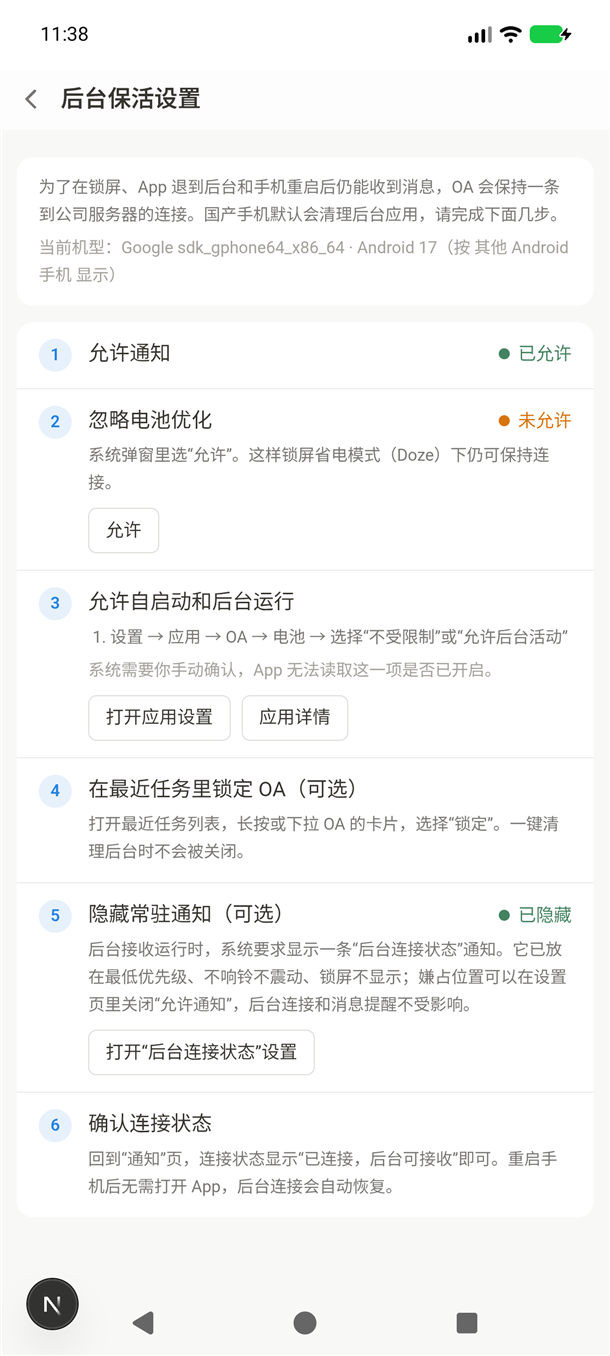 11:38
后台保活设置
为了在锁屏、App 退到后台和手机重启后仍能收到消息，OA 会保持一条
到公司服务器的连接。国产手机默认会清理后台应用，请完成下面几步。
当前机型：Google sdk_gphone64_x86_64 · Android 17（按 其他 Android
手机 显示）
1 允许通知 已允许
2 忽略电池优化 未允许
系统弹窗里选“允许”。这样锁屏省电模式（Doze）下仍可保持连
接。
允许
3 允许自启动和后台运行
1. 设置 → 应用 → OA → 电池 → 选择“不受限制”或“允许后台活动”
系统需要你手动确认，App 无法读取这一项是否已开启。
打开应用设置 应用详情
4 在最近任务里锁定 OA（可选）
打开最近任务列表，长按或下拉 OA 的卡片，选择“锁定”。一键清
理后台时不会被关闭。
5 隐藏常驻通知（可选） 已隐藏
后台接收运行时，系统要求显示一条“后台连接状态”通知。它已放
在最低优先级、不响铃不震动、锁屏不显示；嫌占位置可以在设置
页里关闭“允许通知”，后台连接和消息提醒不受影响。
打开“后台连接状态”设置
6 确认连接状态
回到“通知”页，连接状态显示“已连接，后台可接收”即可。重启手
机后无需打开 App，后台连接会自动恢复。
N